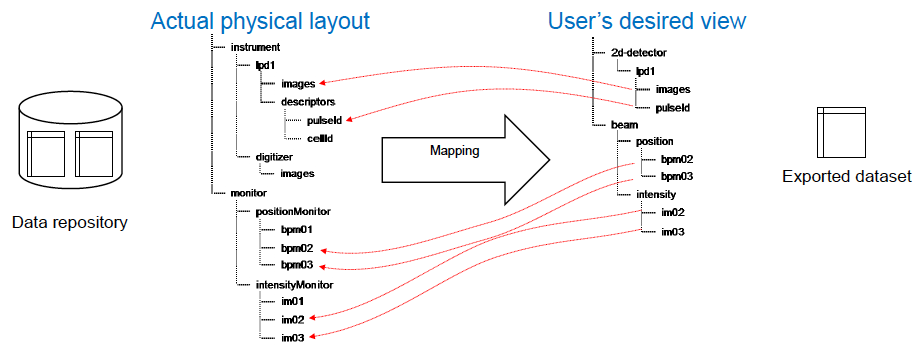 Actual physical layout
User's desired view
instrument
lpd1
images
descriptors
pulseId
cellId
digitizer
images
monitor
positionMonitor
bpm01
bpm02
bpm03
intensityMonitor
im01
im02
im03
Data repository
Mapping
2d-detector
lpd1
images
pulseId
beam
position
bpm02
bpm03
intensity
im02
im03
Exported dataset